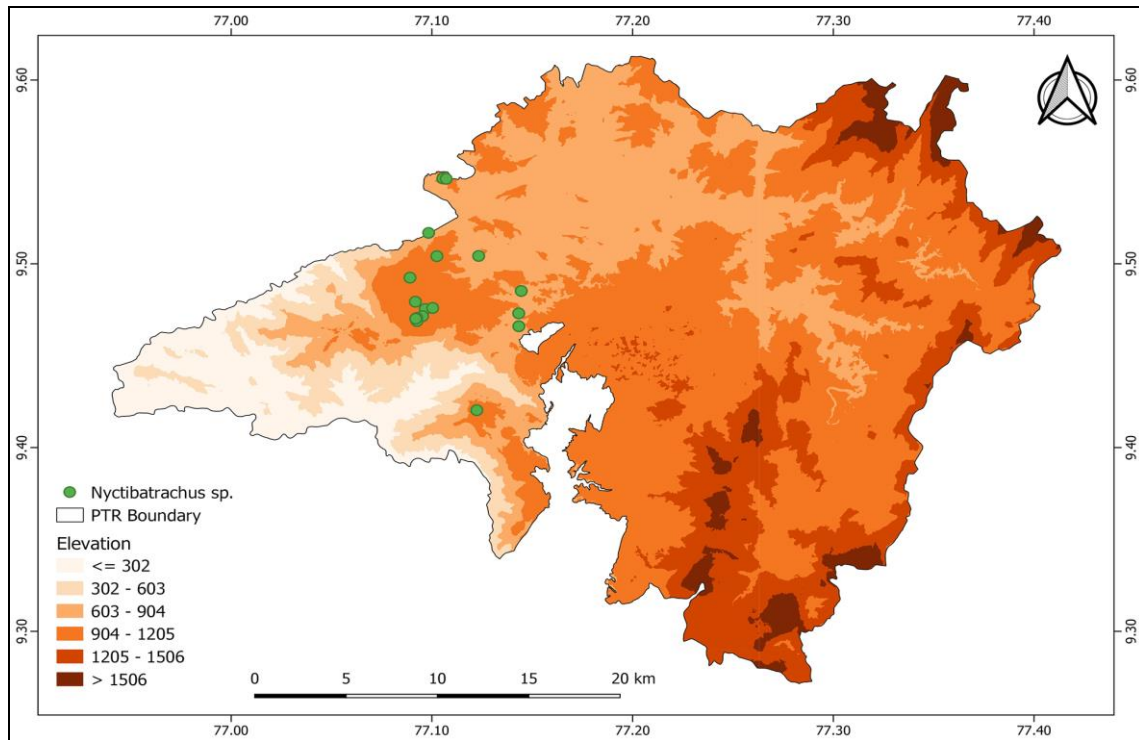 77.00 77.10 77.20 77.30 77.40
9.60 9.60
9.50 9.50
9.40 9.40
Nyctibatrachus sp.
PTR Boundary
Elevation
<= 302
302 - 603
603 - 904
904 - 1205
1205 - 1506
> 1506
9.30 9.30
0 5 10 15 20 km
77.00 77.10 77.20 77.30 77.40